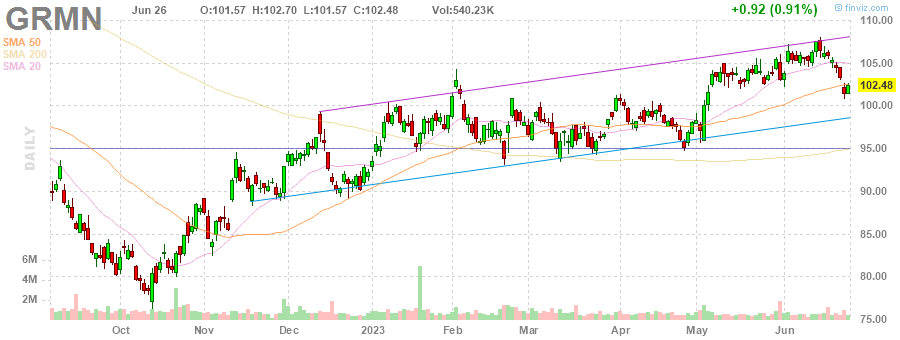 © finviz.com
GRMN Jun 26 O:101.57 H:102.70 L:101.57 C:102.48 Vol:540.23K +0.92 (0.91%)
SMA 50
SMA 200
SMA 20
DAILY
110.00
105.00
102.48
100.00
95.00
90.00
85.00
80.00
75.00
6M
4M
2M
Oct Nov Dec 2023 Feb Mar Apr May Jun